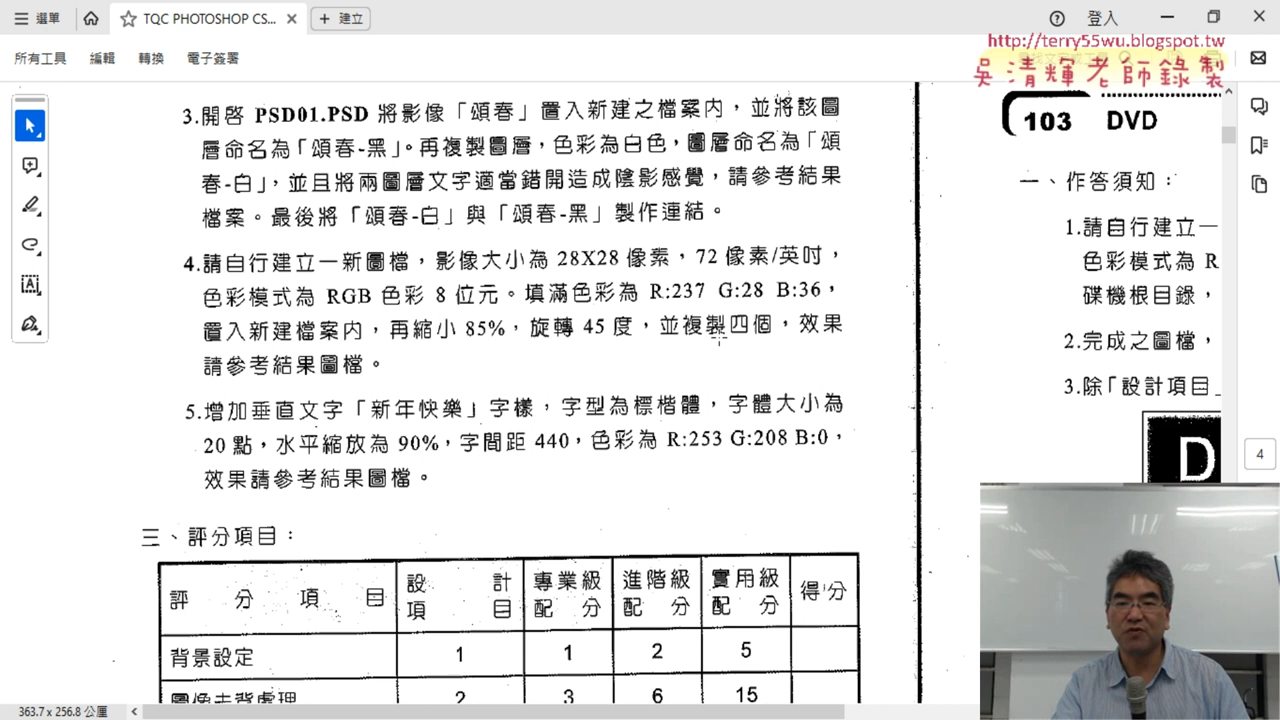 選單
TQC PHOTOSHOP CS...
建立
登入
所有工具
編輯
轉換
電子簽署
http://terry55wu.blogspot.tw
吳清輝老師錄製
3.開啓 PSD01.PSD 將影像「頌春」置入新建之檔案內，並將該圖
層命名為「頌春-黑」。再複製圖層，色彩為白色，圖層命名為「頌
春-白」，並且將兩圖層文字適當錯開造成陰影感覺，請參考結果
檔案。最後將「頌春-白」與「頌春-黑」製作連結。
4.請自行建立一新圖檔，影像大小為 28X28 像素，72 像素/英吋，
色彩模式為 RGB 色彩 8 位元。填滿色彩為 R:237 G:28 B:36，
置入新建檔案內，再縮小 85%，旋轉 45 度，並複製四個，效果
請參考結果圖檔。
5.增加垂直文字「新年快樂」字樣，字型為標楷體，字體大小為
20 點，水平縮放為 90%，字間距 440，色彩為 R:253 G:208 B:0，
效果請參考結果圖檔。
三、評分項目：
評分項目
設計項目
專業級配分
進階級配分
實用級配分
得分
背景設定 1 1 2 5
圖像去背處理 2 3 6 15
103 DVD
一、作答須知：
1.請自行建立一
色彩模式為 R
碟機根目錄，
2.完成之圖檔，
3.除「設計項目」
D
4
363.7 x 256.8 公厘